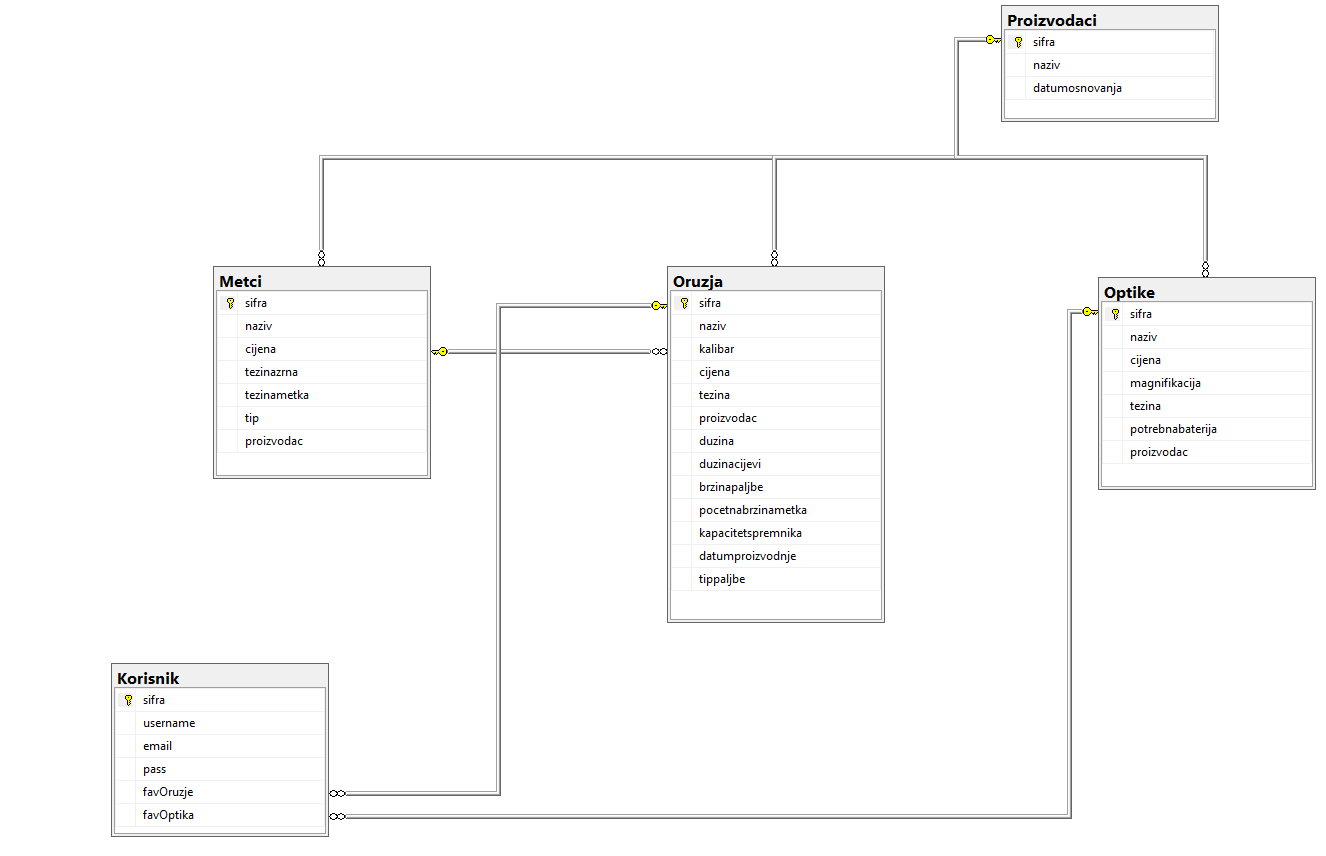 Proizvodaci
sifra
naziv
datumosnovanja
Metci
sifra
naziv
cijena
tezinazrna
tezinametka
tip
proizvodac
Oruzja
sifra
naziv
kalibar
cijena
tezina
proizvodac
duzina
duzinacijevi
brzinapaljbe
pocetnabrzinametka
kapacitetspremnika
datumproizvodnje
tippaljbe
Optike
sifra
naziv
cijena
magnifikacija
tezina
potrebnabaterija
proizvodac
Korisnik
sifra
username
email
pass
favOruzje
favOptika